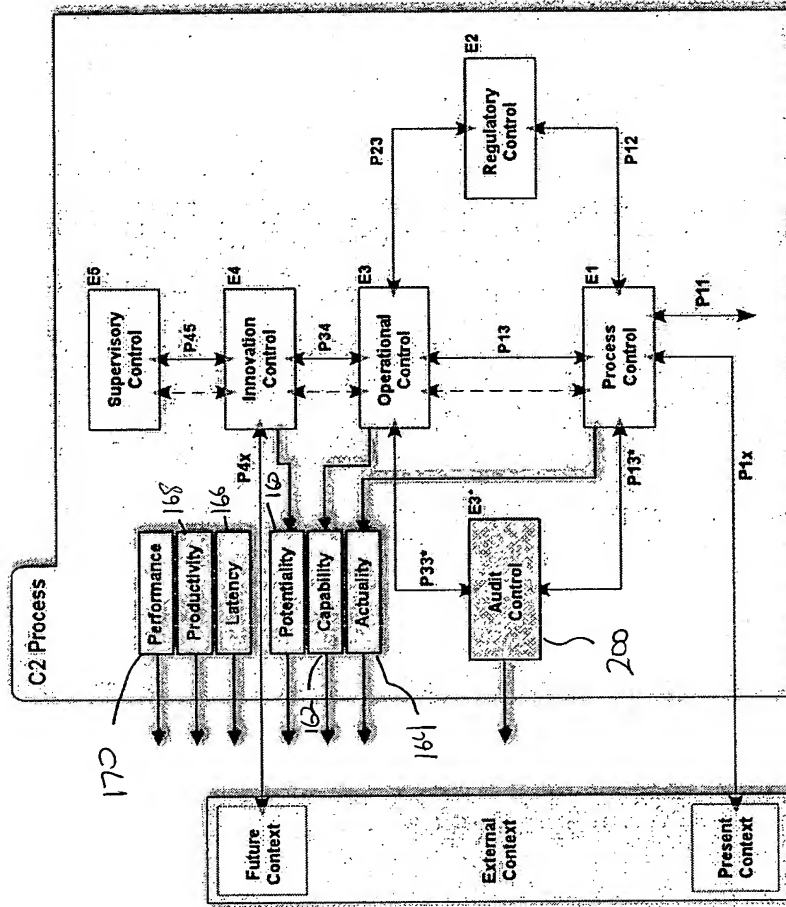 C2 Process
E5
Supervisory
Control
P45
170
Performance
Productivity
168
Latency
166
E4
Innovation
Control
P4x
Future
Context
P34
160
Potentiality
162
Capability
Actuality
164
E3
Operational
Control
P23
E2
Regulatory
Control
P33*
E3*
Audit
Control
200
P13
External
Context
P12
E1
Process
Control
P13*
P11
P1x
Present
Context